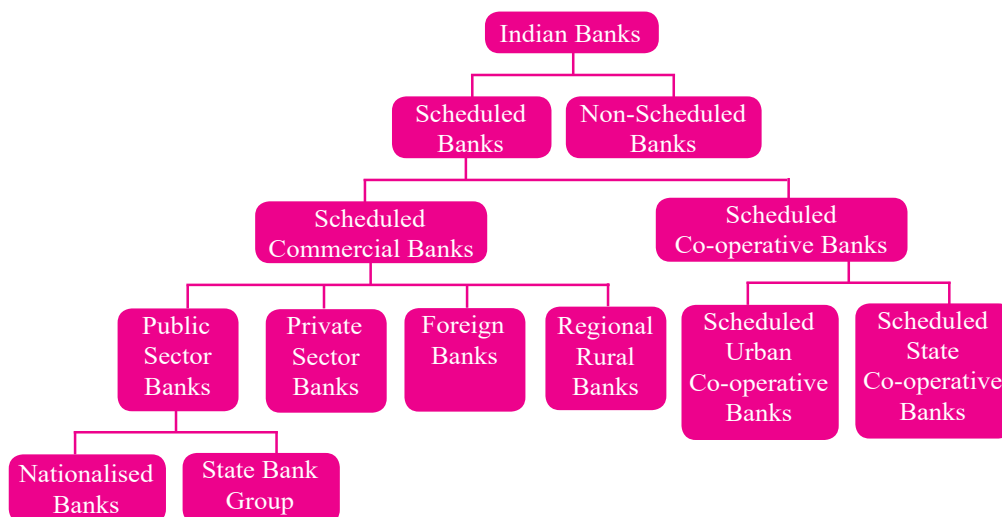 Indian Banks
Scheduled
Banks
Non-Scheduled
Banks
Scheduled
Commercial Banks
Scheduled
Co-operative Banks
Public
Sector
Banks
Private
Sector
Banks
Foreign
Banks
Regional
Rural
Banks
Scheduled
Urban
Co-operative
Banks
Scheduled
State
Co-operative
Banks
Nationalised
Banks
State Bank
Group